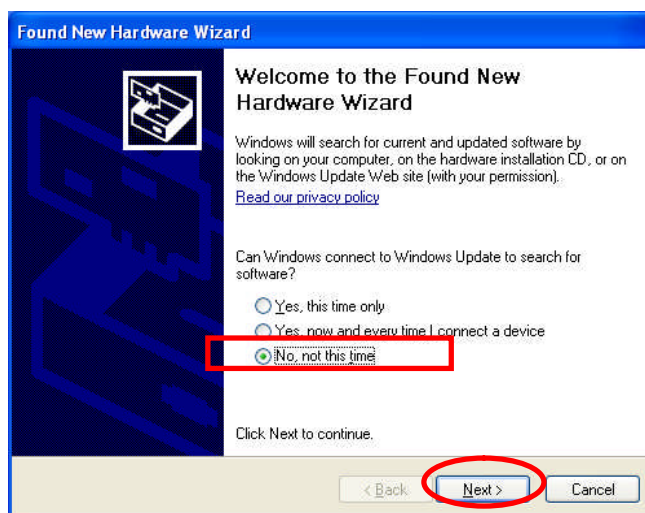 Found New Hardware Wizard
Welcome to the Found New
Hardware Wizard
Windows will search for current and updated software by
looking on your computer, on the hardware installation CD, or on
the Windows Update Web site (with your permission).
Read our privacy policy
Can Windows connect to Windows Update to search for
software?
Yes, this time only
Yes, now and every time I connect a device
No, not this time
Click Next to continue.
< Back Next > Cancel